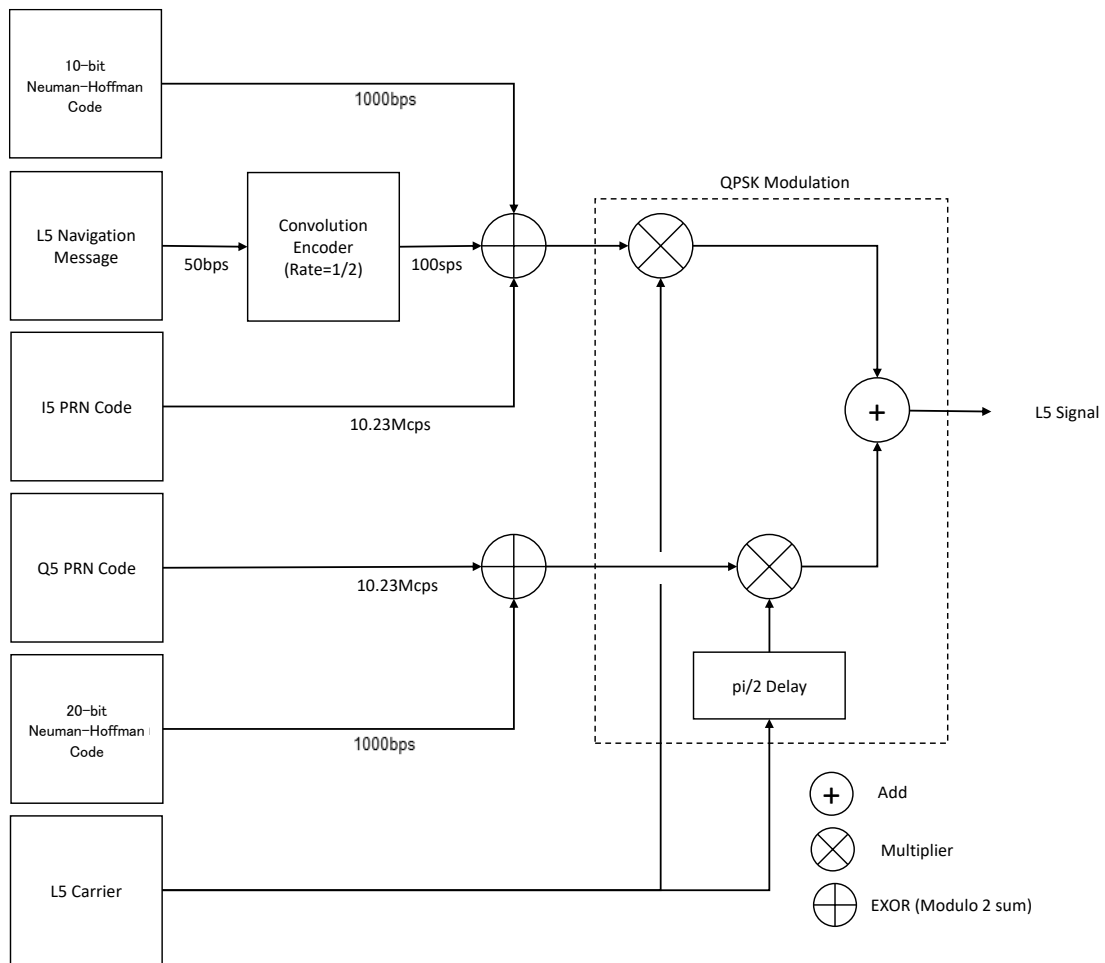 10-bit
Neuman-Hoffman
Code
1000bps
QPSK Modulation
L5 Navigation
Message
50bps
Convolution
Encoder
(Rate=1/2)
100sps
I5 PRN Code
10.23Mcps
+
L5 Signal
Q5 PRN Code
10.23Mcps
pi/2 Delay
20-bit
Neuman-Hoffman
Code
1000bps
+
Add
Multiplier
L5 Carrier
EXOR (Modulo 2 sum)